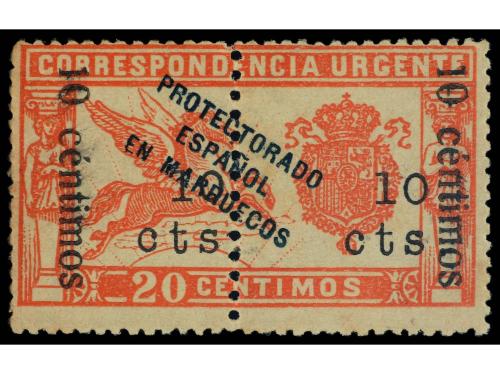 CORRESPONDENCIA URGENTE
10 céntimos
PROTECTORADO
ESPAÑOL
EN MARRUECOS
10 céntimos
10
cts
10
cts
20 CENTIMOS